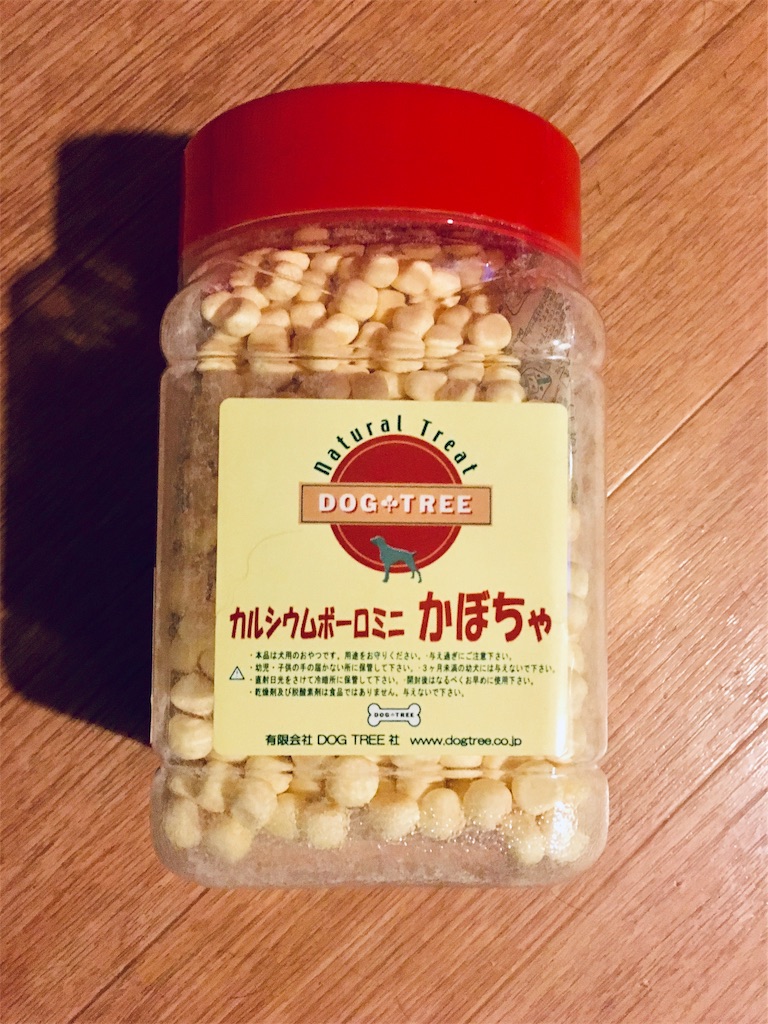 Natural Treat
DOG TREE
カルシウムボーロミニ かぼちゃ
・本品は犬用のおやつです。用途をお守りください。・与え過ぎにご注意下さい。
・幼児・子供の手の届かない所に保管して下さい。・3ヶ月未満の幼犬には与えないで下さい。
・直射日光をさけて冷暗所に保管して下さい。・開封後はなるべくお早めに使用下さい。
・乾燥剤及び脱酸素剤は食品ではありません。与えないで下さい。
DOG TREE
有限会社 DOG TREE 社 www.dogtree.co.jp